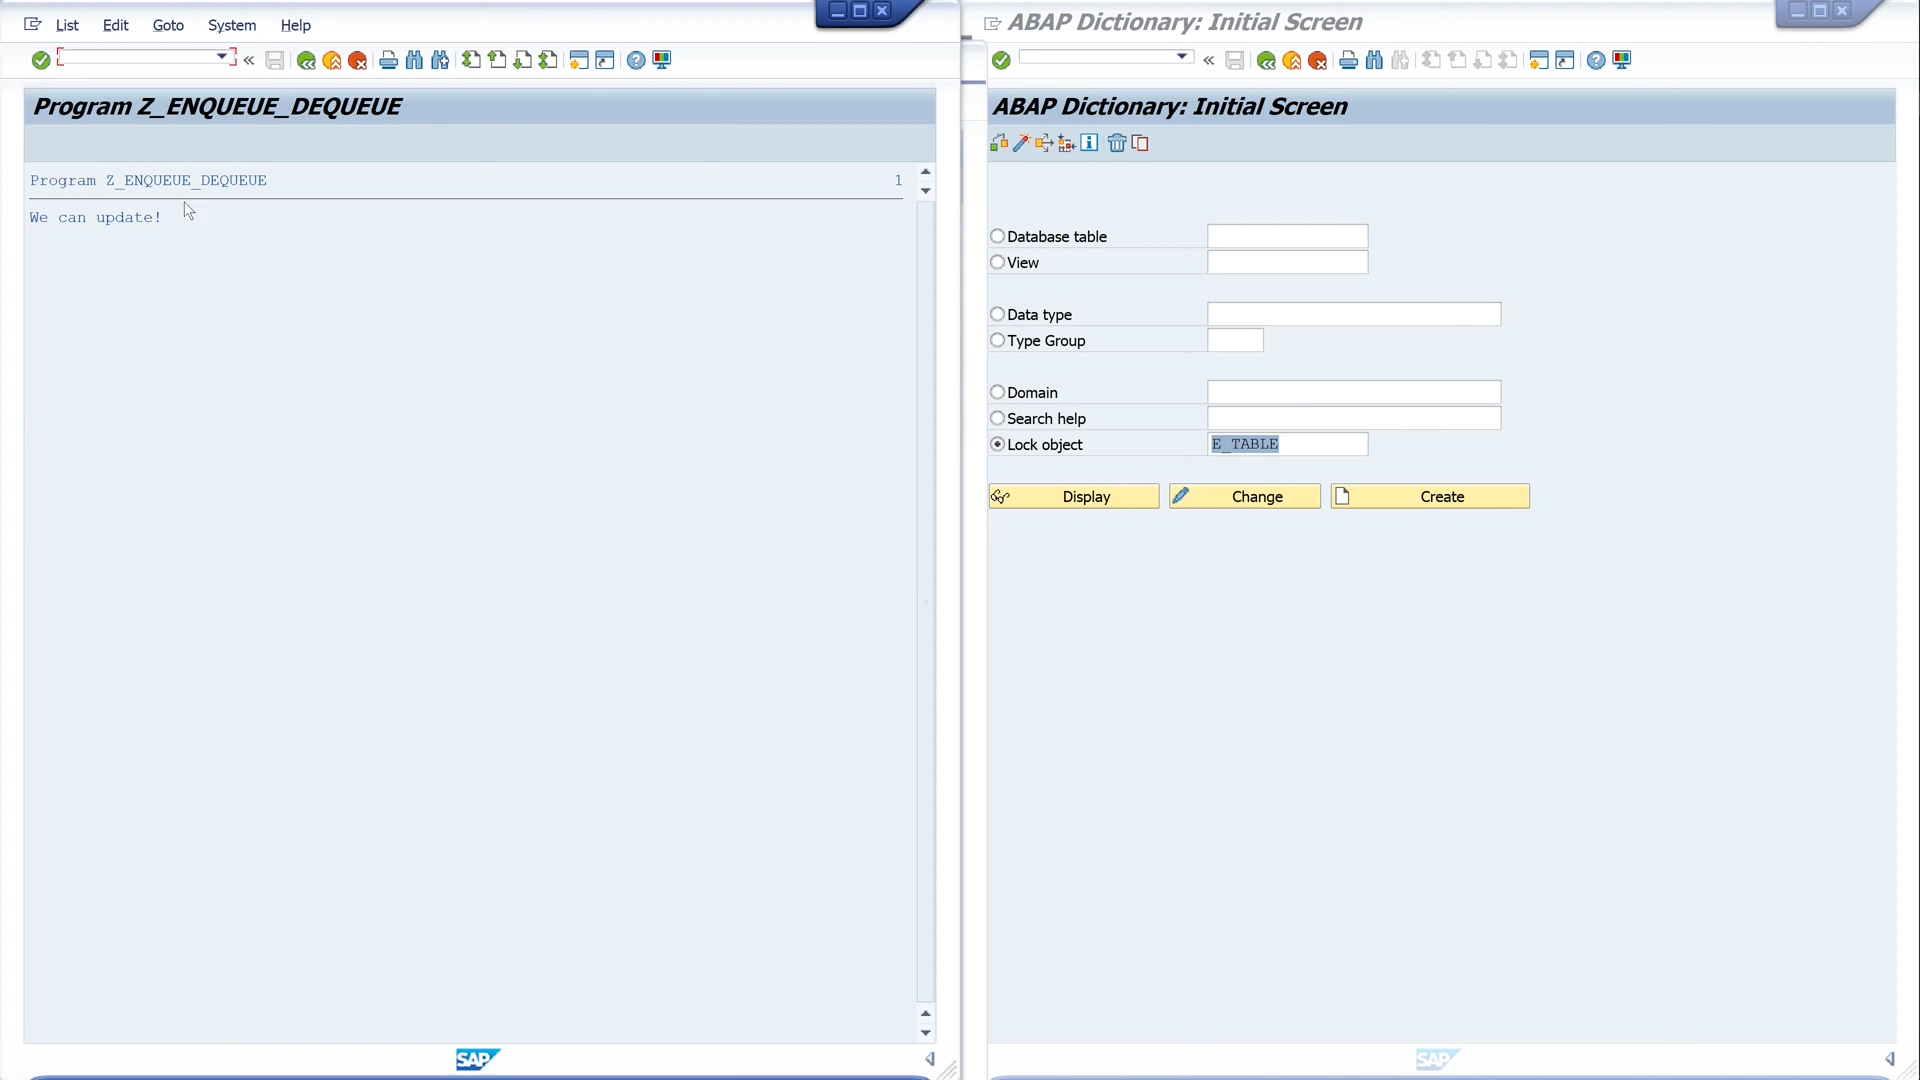 List Edit Goto System Help
Program Z_ENQUEUE_DEQUEUE
Program Z_ENQUEUE_DEQUEUE 1
We can update!
SAP
ABAP Dictionary: Initial Screen
ABAP Dictionary: Initial Screen
Database table
View
Data type
Type Group
Domain
Search help
Lock object E_TABLE
Display Change Create
SAP